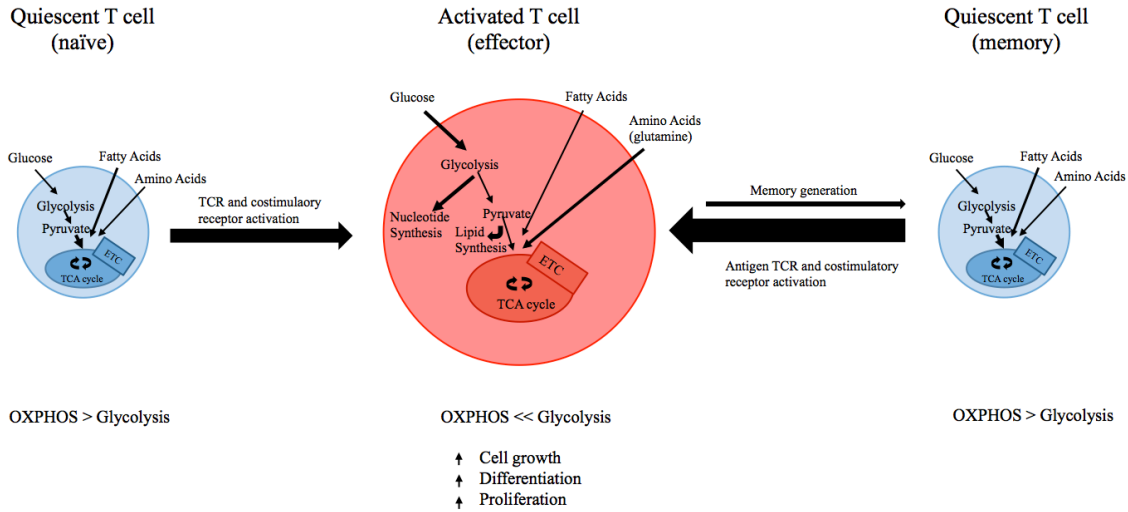 Quiescent T cell
(naïve)
Activated T cell
(effector)
Quiescent T cell
(memory)
Glucose
Fatty Acids
Amino Acids
Glycolysis
Pyruvate
ETC
TCA cycle
TCR and costimulaory
receptor activation
Glucose
Fatty Acids
Amino Acids
(glutamine)
Glycolysis
Nucleotide
Synthesis
Pyruvate
Lipid
Synthesis
ETC
TCA cycle
Memory generation
Antigen TCR and costimulatory
receptor activation
Glucose
Fatty Acids
Amino Acids
Glycolysis
Pyruvate
ETC
TCA cycle
OXPHOS > Glycolysis
OXPHOS << Glycolysis
OXPHOS > Glycolysis
Cell growth
Differentiation
Proliferation